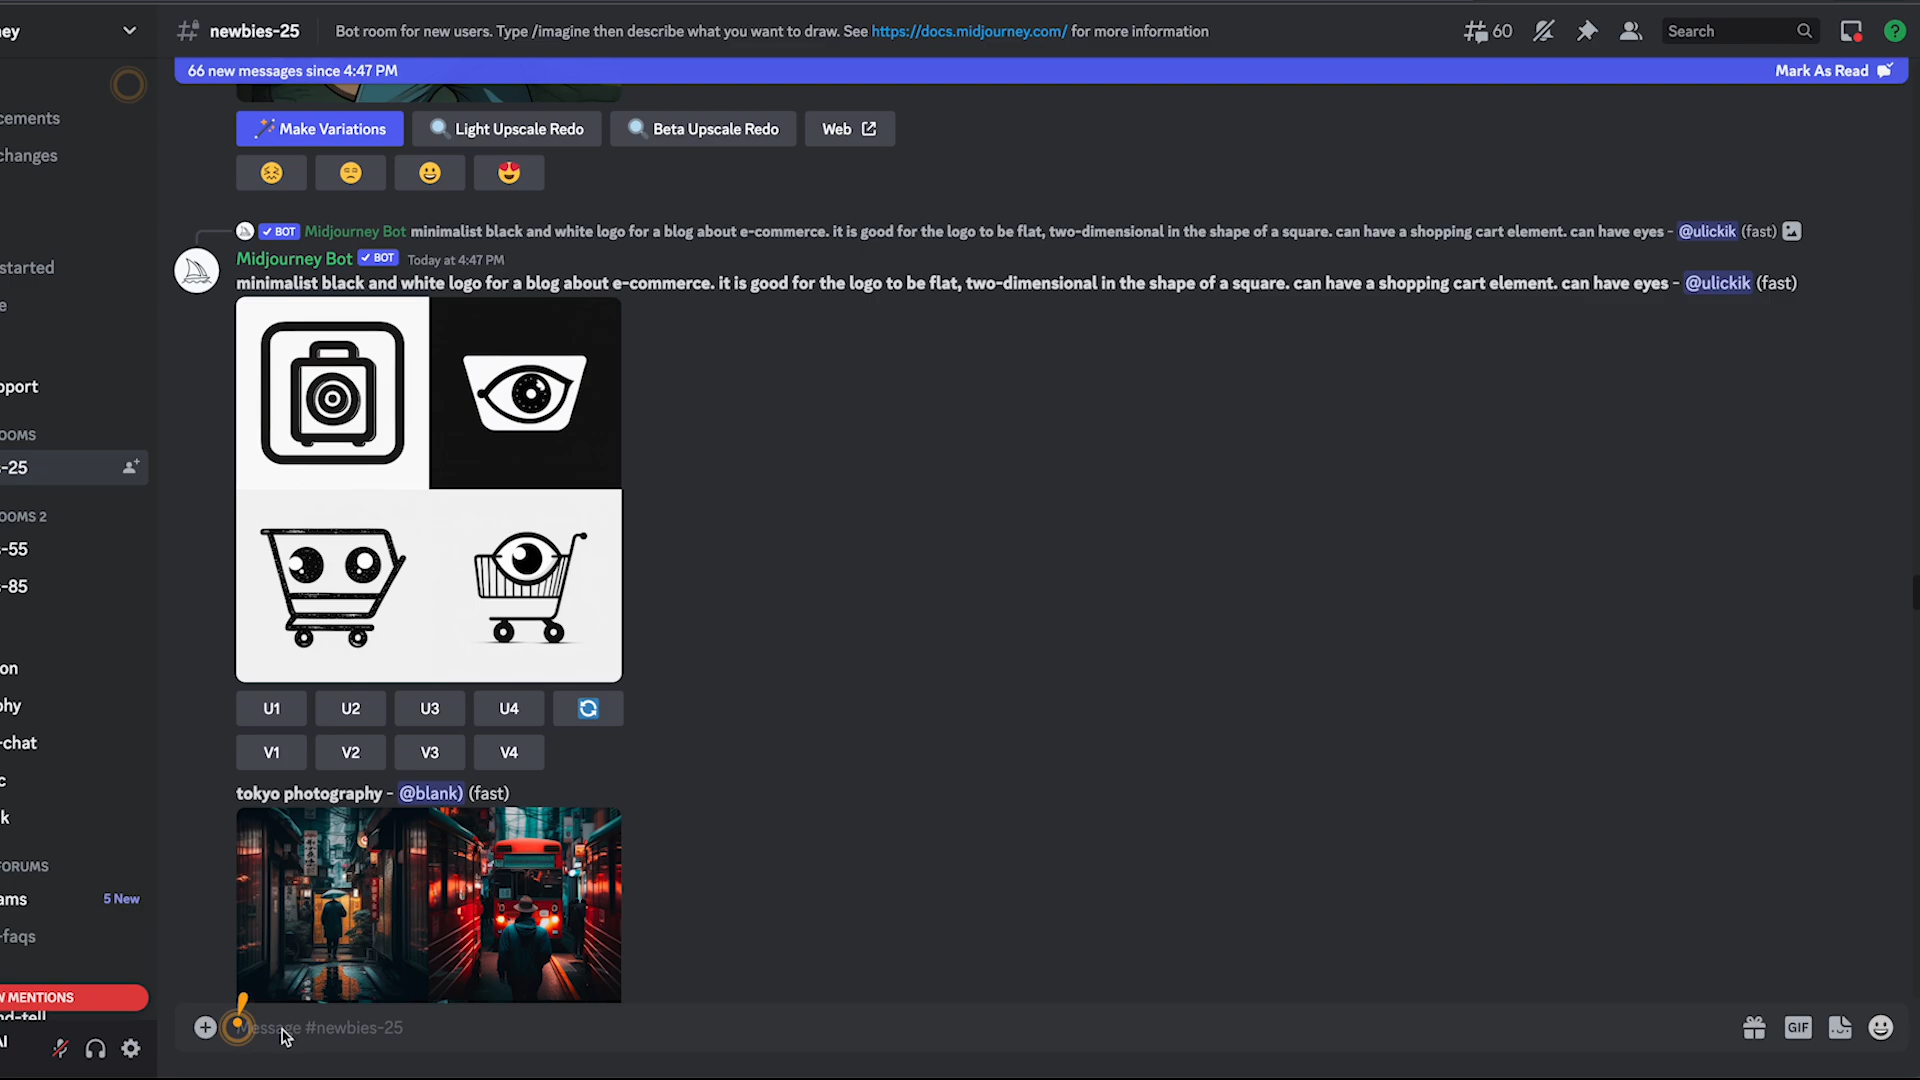 ey
newbies-25
Bot room for new users. Type /imagine then describe what you want to draw. See https://docs.midjourney.com/ for more information
60
Search
66 new messages since 4:47 PM
Mark As Read
cements
changes
started
e
pport
OOMS
-25
OOMS 2
-55
-85
on
phy
-chat
c
k
FORUMS
ams
5 New
-faqs
W MENTIONS
nd-tell
AI
Make Variations
Light Upscale Redo
Beta Upscale Redo
Web
BOT Midjourney Bot minimalist black and white logo for a blog about e-commerce. it is good for the logo to be flat, two-dimensional in the shape of a square. can have a shopping cart element. can have eyes - @ulickik (fast)
Midjourney Bot BOT Today at 4:47 PM
minimalist black and white logo for a blog about e-commerce. it is good for the logo to be flat, two-dimensional in the shape of a square. can have a shopping cart element. can have eyes - @ulickik (fast)
U1 U2 U3 U4
V1 V2 V3 V4
tokyo photography - @blank) (fast)
Message #newbies-25
GIF